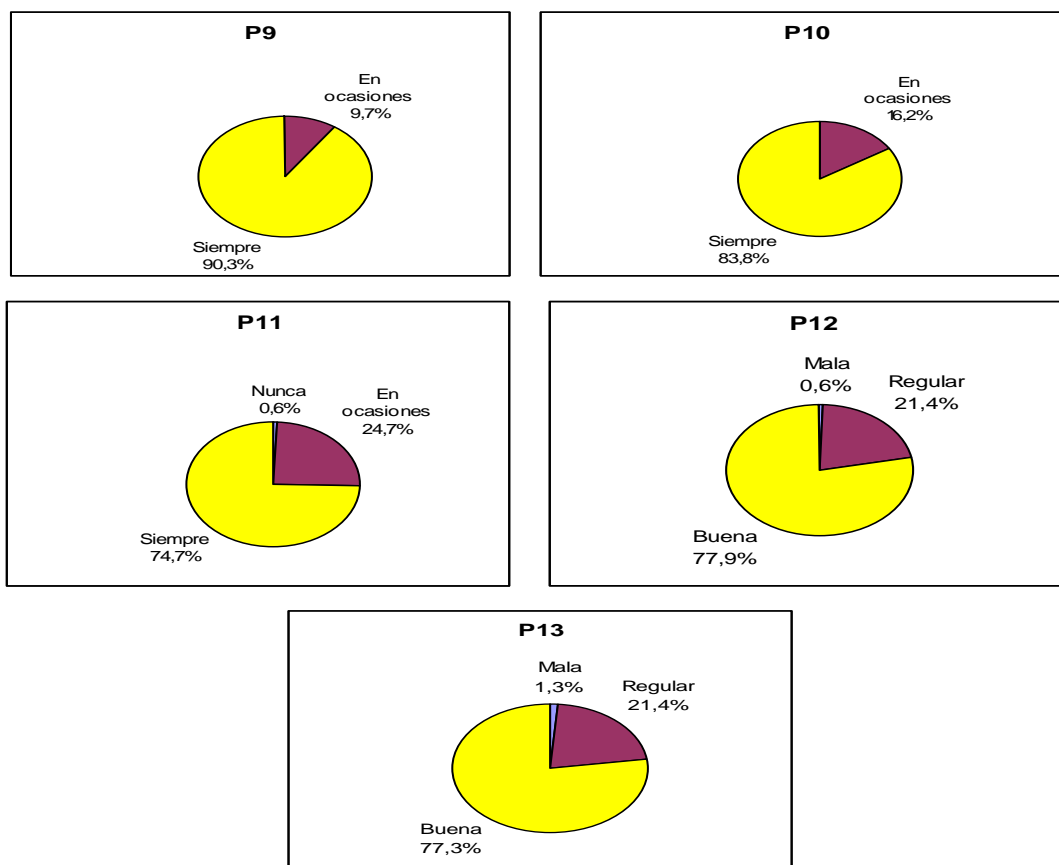 P9
En
ocasiones
9,7%
Siempre
90,3%
P10
En
ocasiones
16,2%
Siempre
83,8%
P11
Nunca
0,6%
En
ocasiones
24,7%
Siempre
74,7%
P12
Mala
0,6%
Regular
21,4%
Buena
77,9%
P13
Mala
1,3%
Regular
21,4%
Buena
77,3%